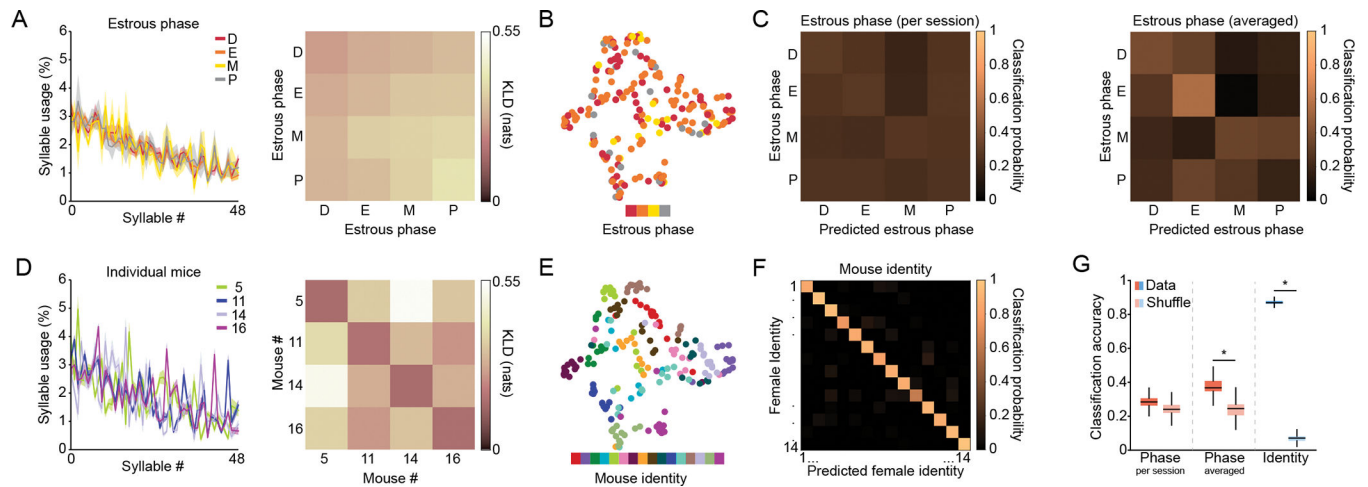 A
Estrous phase
D
E
M
P
Syllable usage (%)
6
5
4
3
2
1
0
0
48
Syllable #
Estrous phase
D
E
M
P
D
E
M
P
Estrous phase
0.55
0
KLD (nats)
B
Estrous phase
C
Estrous phase (per session)
Estrous phase
D
E
M
P
D
E
M
P
Predicted estrous phase
1
0.8
0.6
0.4
0.2
0
Classification probability
Estrous phase (averaged)
Estrous phase
D
E
M
P
D
E
M
P
Predicted estrous phase
1
0.8
0.6
0.4
0.2
0
Classification probability
D
Individual mice
5
11
14
16
Syllable usage (%)
6
5
4
3
2
1
0
0
48
Syllable #
Mouse #
5
11
14
16
5
11
14
16
Mouse #
0.55
0
KLD (nats)
E
Mouse identity
F
Mouse identity
Female Identity
1
14
1...
...14
Predicted female identity
1
0.8
0.6
0.4
0.2
0
Classification probability
G
Data
Shuffle
Classification accuracy
1
0.8
0.6
0.4
0.2
0
*
*
Phase
per session
Phase
averaged
Identity